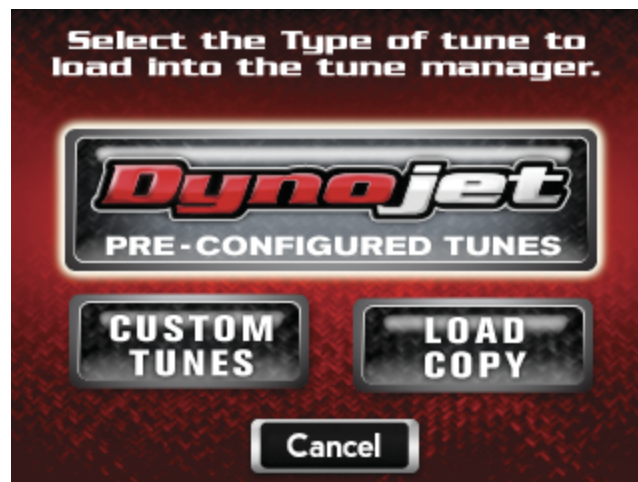 Select the Type of tune to
load into the tune manager.
Dynojet
PRE-CONFIGURED TUNES
CUSTOM
TUNES
LOAD
COPY
Cancel